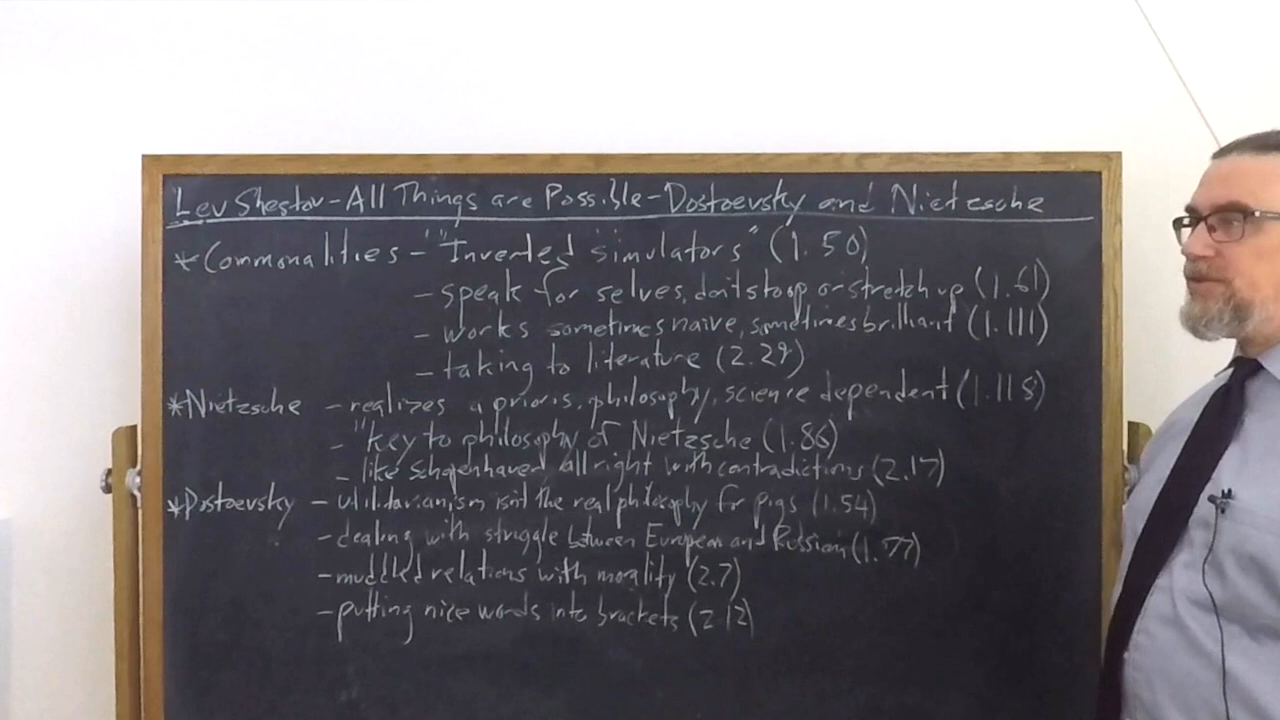 Lev Shestov - All Things are Possible - Dostoevsky and Nietzsche
* Commonalities - "Inverted simulators" (1.50)
- speak for selves, don't stoop or stretch up (1.61)
- works sometimes naive, sometimes brilliant (1.111)
- taking to literature (2.29)
* Nietzsche - realizes a prioris, philosophy, science dependent (1.118)
- "key to philosophy of Nietzsche (1.86)
- like Schopenhauer all right with contradictions (2.17)
* Dostoevsky - utilitarianism isn't the real philosophy for pigs (1.54)
- dealing with struggle between European and Russian (1.77)
- muddled relations with morality (2.7)
- putting nice words into brackets (2.12)